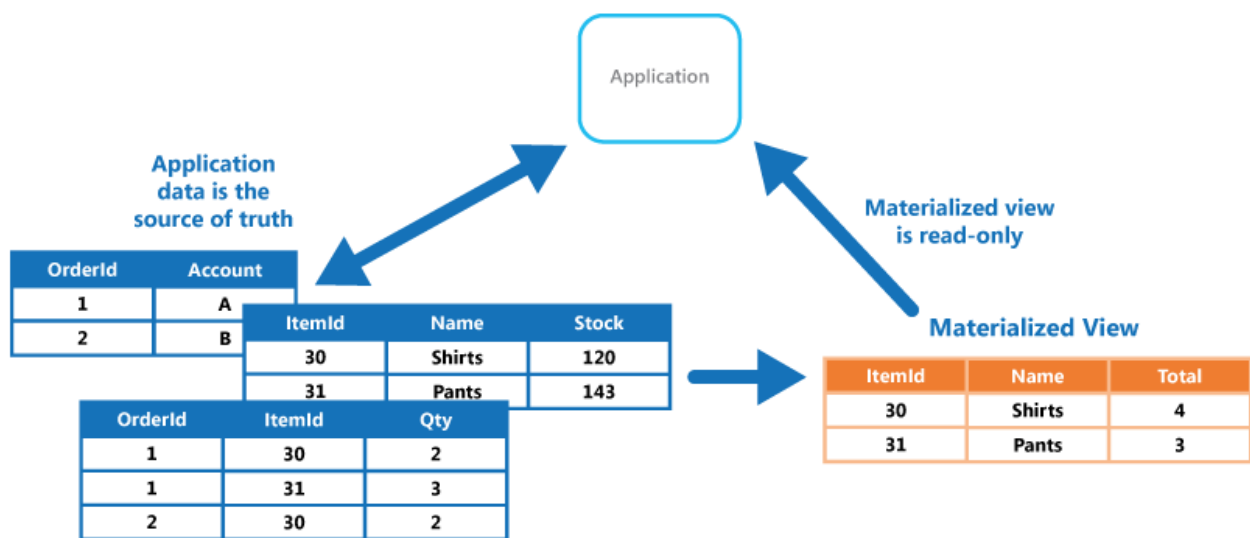 Application
Application
data is the
source of truth
Materialized view
is read-only
OrderId Account
1 A
2 B
ItemId Name Stock
30 Shirts 120
31 Pants 143
OrderId ItemId Qty
1 30 2
1 31 3
2 30 2
Materialized View
ItemId Name Total
30 Shirts 4
31 Pants 3